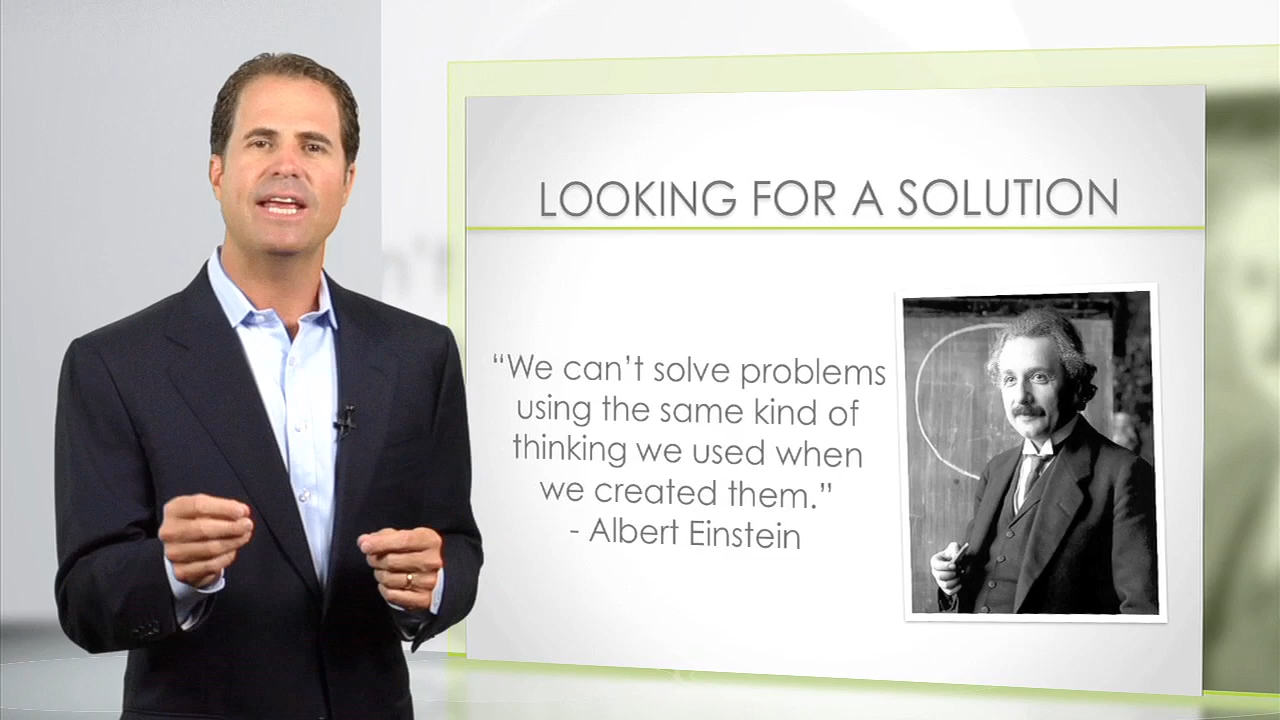 LOOKING FOR A SOLUTION
“We can’t solve problems
using the same kind of
thinking we used when
we created them.”
- Albert Einstein